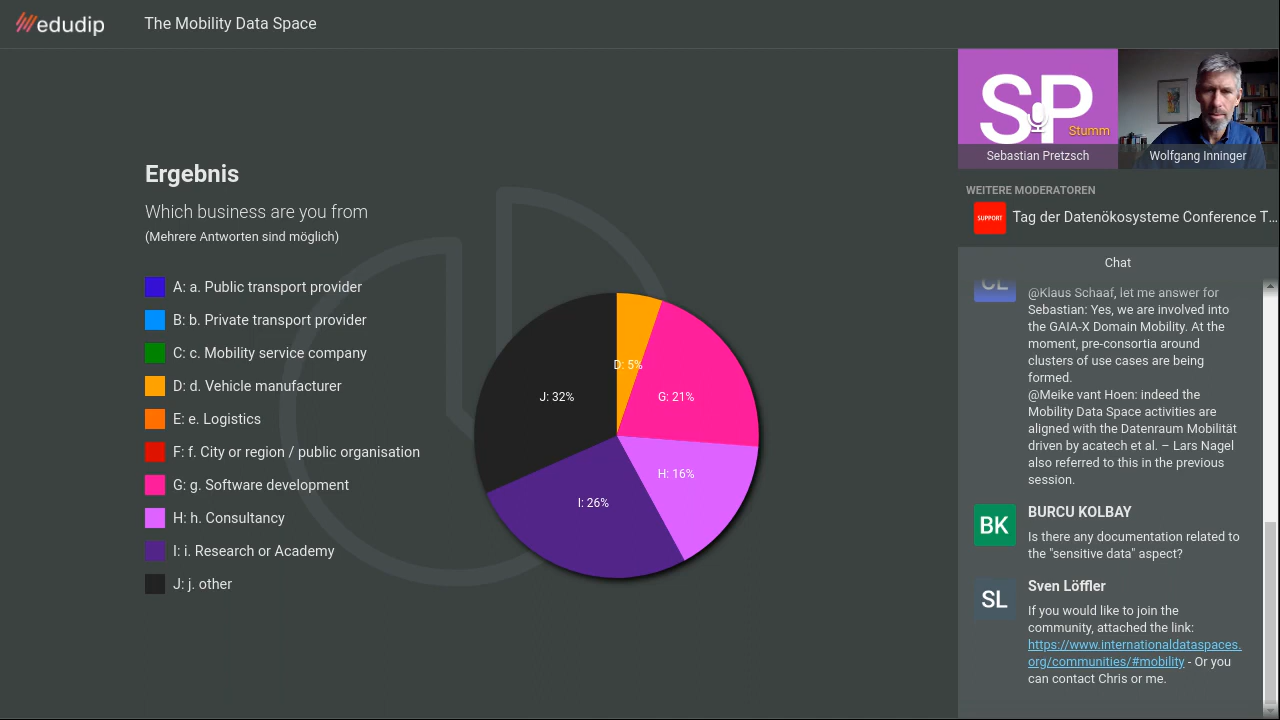 edudip
The Mobility Data Space
Ergebnis
Which business are you from
(Mehrere Antworten sind möglich)
A: a. Public transport provider
B: b. Private transport provider
C: c. Mobility service company
D: d. Vehicle manufacturer
E: e. Logistics
F: f. City or region / public organisation
G: g. Software development
H: h. Consultancy
I: i. Research or Academy
J: j. other
D: 5%
J: 32%
G: 21%
H: 16%
I: 26%
SP
Stumm
Sebastian Pretzsch
Wolfgang Inninger
WEITERE MODERATOREN
SUPPORT
Tag der Datenökosysteme Conference T...
Chat
CL
@Klaus Schaaf, let me answer for
Sebastian: Yes, we are involved into
the GAIA-X Domain Mobility. At the
moment, pre-consortia around
clusters of use cases are being
formed.
@Meike vant Hoen: indeed the
Mobility Data Space activities are
aligned with the Datenraum Mobilität
driven by acatech et al. – Lars Nagel
also referred to this in the previous
session.
BK
BURCU KOLBAY
Is there any documentation related to
the "sensitive data" aspect?
SL
Sven Löffler
If you would like to join the
community, attached the link:
https://www.internationaldataspaces.
org/communities/#mobility - Or you
can contact Chris or me.